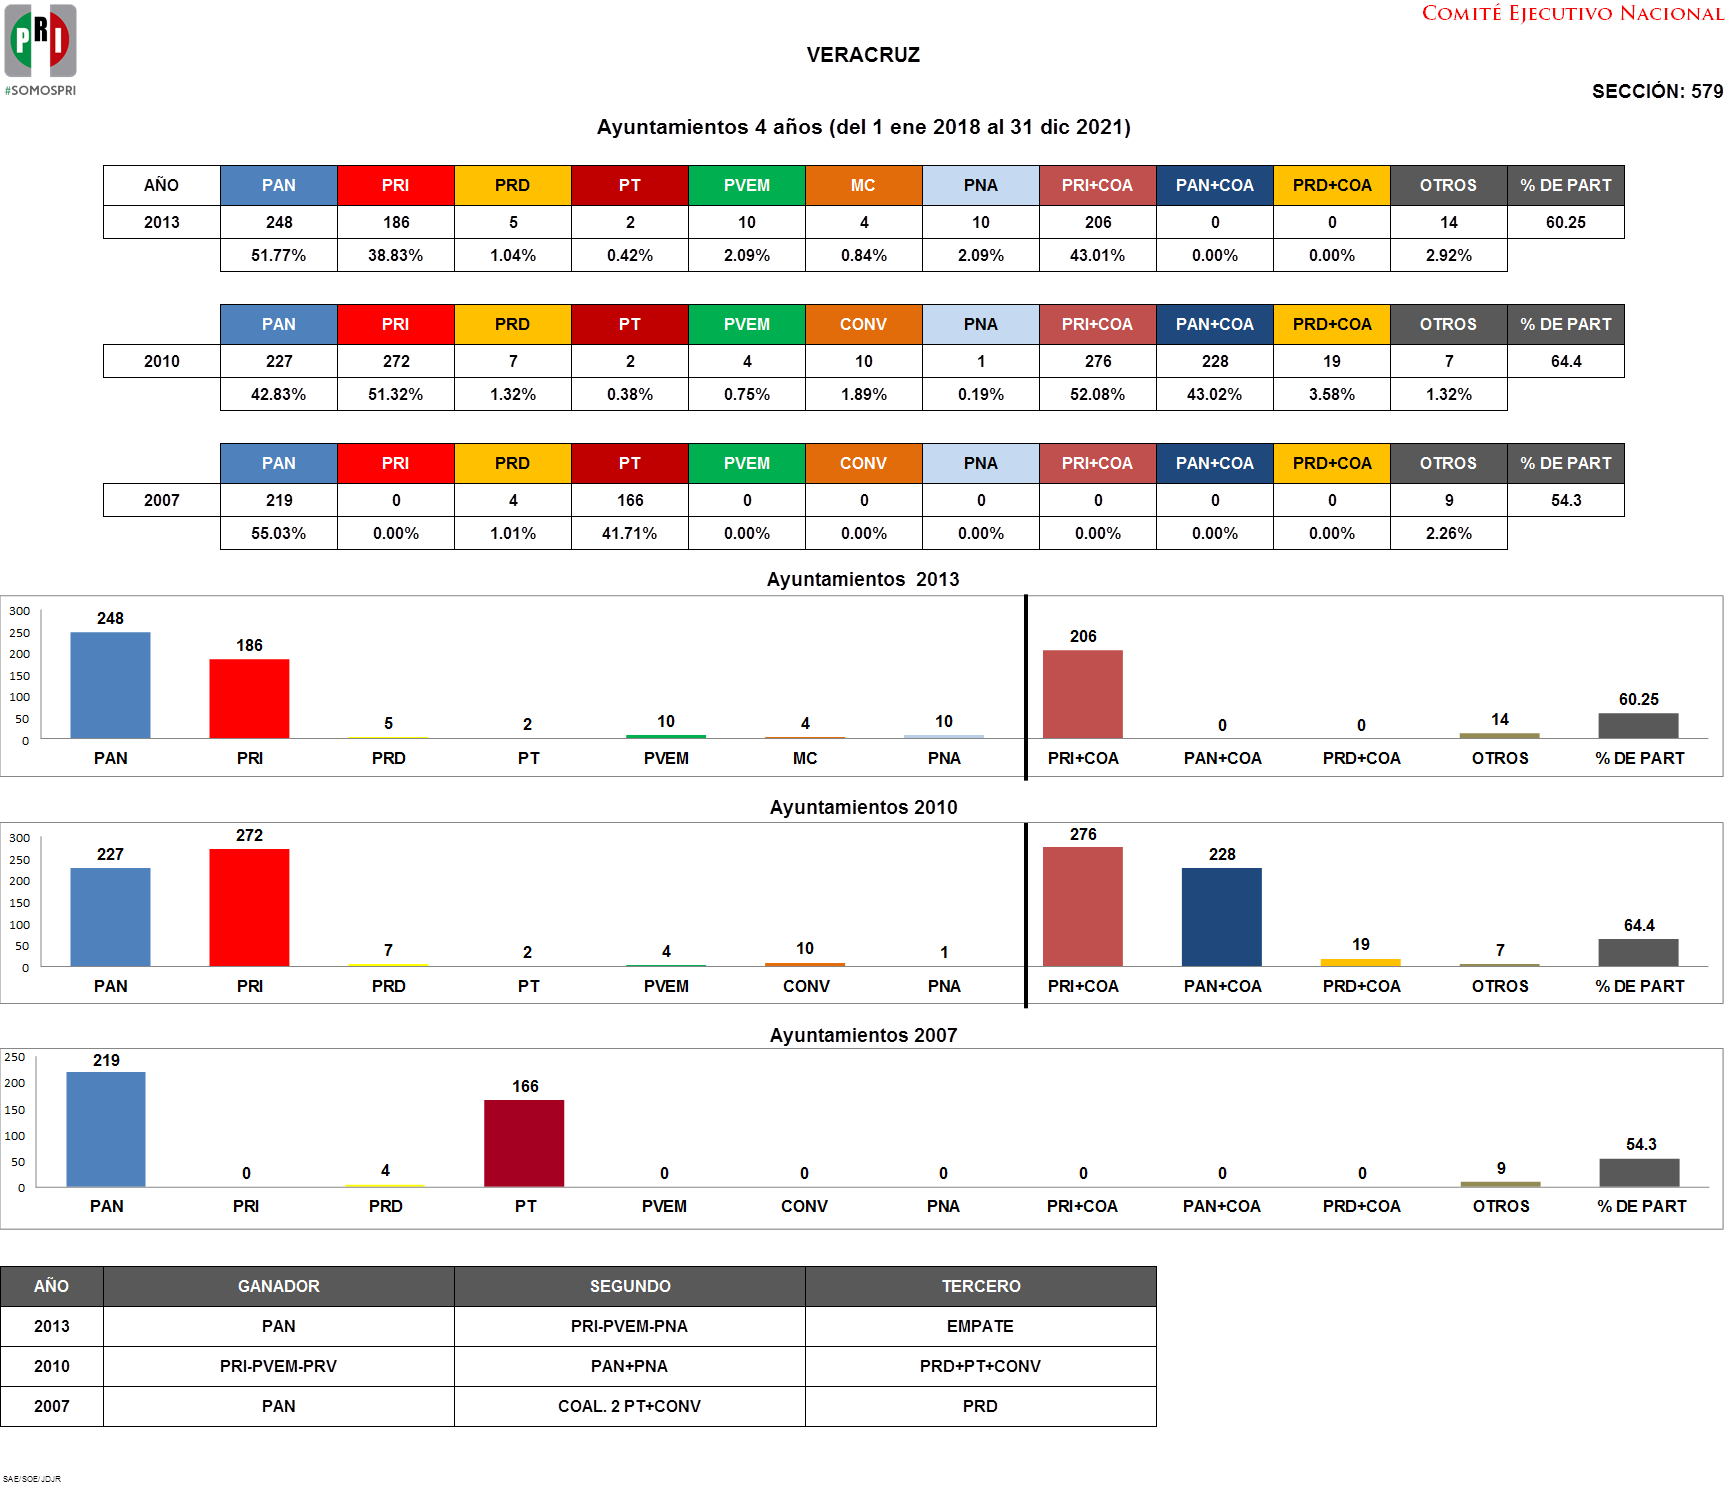 PRI
#SOMOSPRI
COMITÉ EJECUTIVO NACIONAL
VERACRUZ
SECCIÓN: 579
Ayuntamientos 4 años (del 1 ene 2018 al 31 dic 2021)
AÑO PAN PRI PRD PT PVEM MC PNA PRI+COA PAN+COA PRD+COA OTROS % DE PART
2013 248 186 5 2 10 4 10 206 0 0 14 60.25
51.77% 38.83% 1.04% 0.42% 2.09% 0.84% 2.09% 43.01% 0.00% 0.00% 2.92%
PAN PRI PRD PT PVEM CONV PNA PRI+COA PAN+COA PRD+COA OTROS % DE PART
2010 227 272 7 2 4 10 1 276 228 19 7 64.4
42.83% 51.32% 1.32% 0.38% 0.75% 1.89% 0.19% 52.08% 43.02% 3.58% 1.32%
PAN PRI PRD PT PVEM CONV PNA PRI+COA PAN+COA PRD+COA OTROS % DE PART
2007 219 0 4 166 0 0 0 0 0 0 9 54.3
55.03% 0.00% 1.01% 41.71% 0.00% 0.00% 0.00% 0.00% 0.00% 0.00% 2.26%
Ayuntamientos 2013
300
250
200
150
100
50
0
248 186 5 2 10 4 10 206 0 0 14 60.25
PAN PRI PRD PT PVEM MC PNA PRI+COA PAN+COA PRD+COA OTROS % DE PART
Ayuntamientos 2010
300
250
200
150
100
50
0
227 272 7 2 4 10 1 276 228 19 7 64.4
PAN PRI PRD PT PVEM CONV PNA PRI+COA PAN+COA PRD+COA OTROS % DE PART
Ayuntamientos 2007
250
200
150
100
50
0
219 0 4 166 0 0 0 0 0 0 9 54.3
PAN PRI PRD PT PVEM CONV PNA PRI+COA PAN+COA PRD+COA OTROS % DE PART
AÑO GANADOR SEGUNDO TERCERO
2013 PAN PRI-PVEM-PNA EMPATE
2010 PRI-PVEM-PRV PAN+PNA PRD+PT+CONV
2007 PAN COAL. 2 PT+CONV PRD
SAE/SOE/JDJR